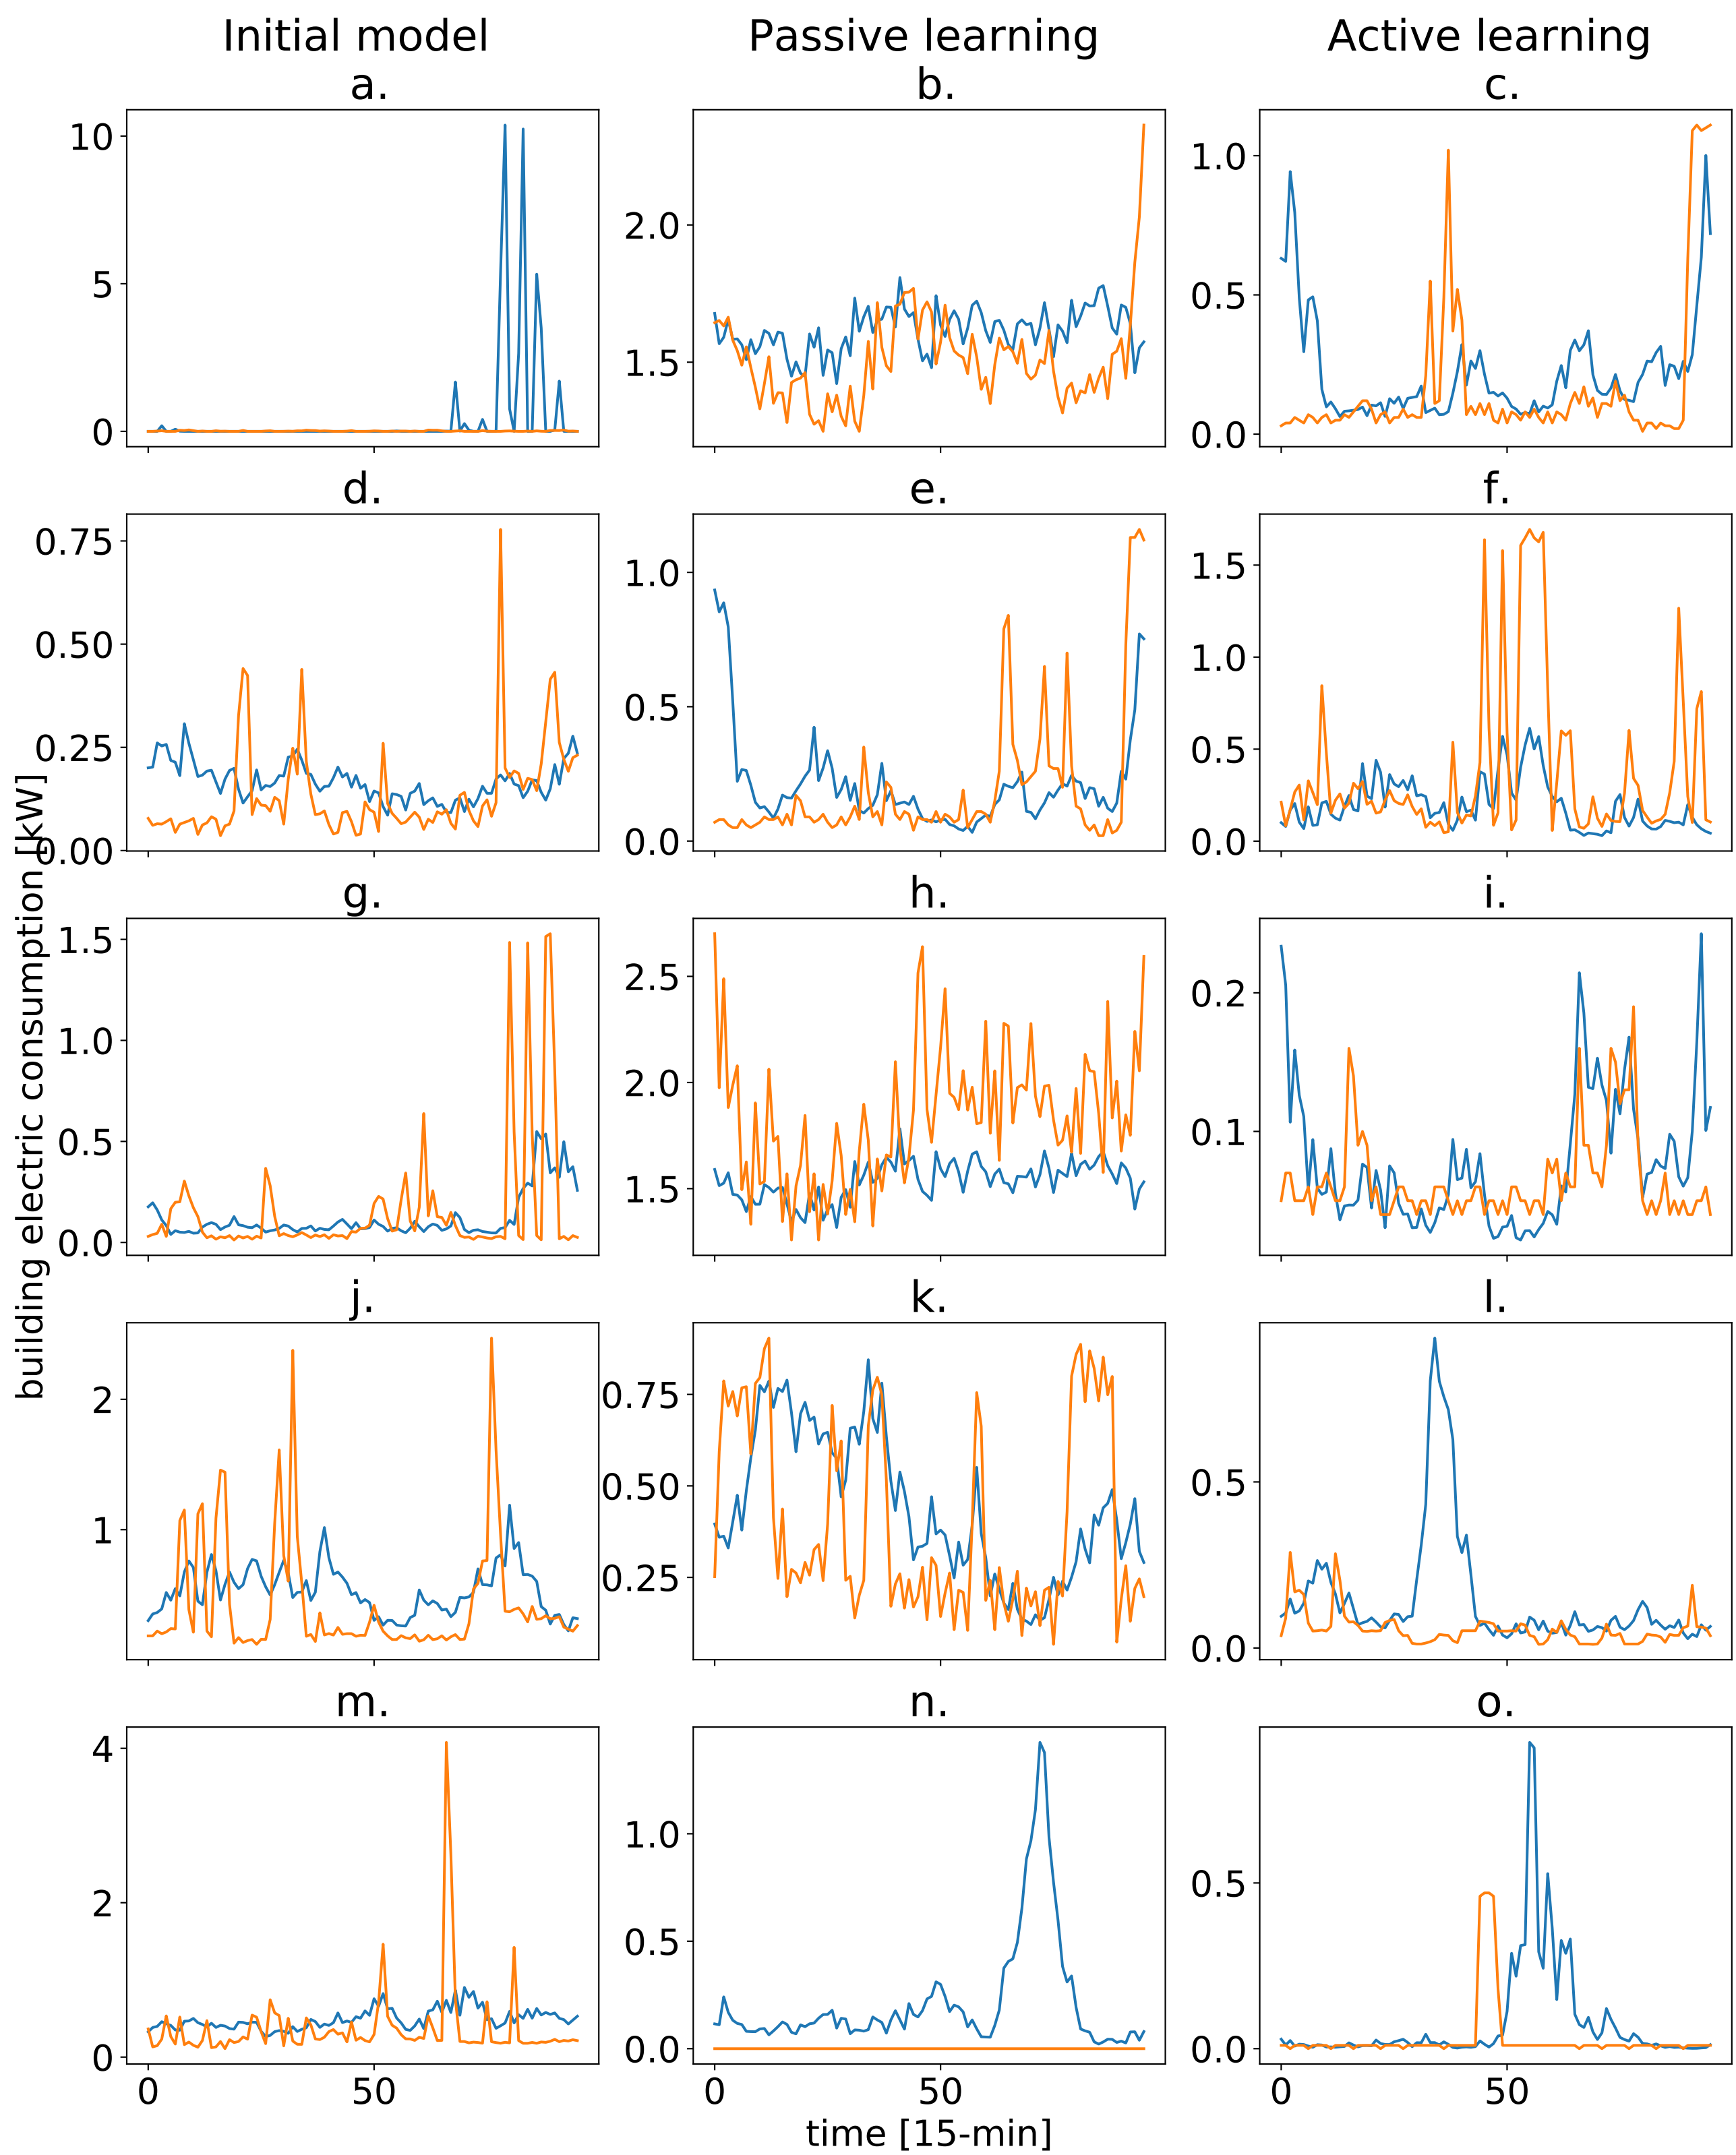 Initial model
Passive learning
Active learning
a.
b.
c.
10
5
0
2.0
1.5
1.0
0.5
0.0
d.
e.
f.
0.75
0.50
0.25
0.00
1.0
0.5
0.0
1.5
1.0
0.5
0.0
g.
h.
i.
1.5
1.0
0.5
0.0
2.5
2.0
1.5
0.2
0.1
j.
k.
l.
2
1
0.75
0.50
0.25
0.5
0.0
m.
n.
o.
4
2
0
1.0
0.5
0.0
0.5
0.0
0
50
0
50
0
50
time [15-min]
building electric consumption [kW]